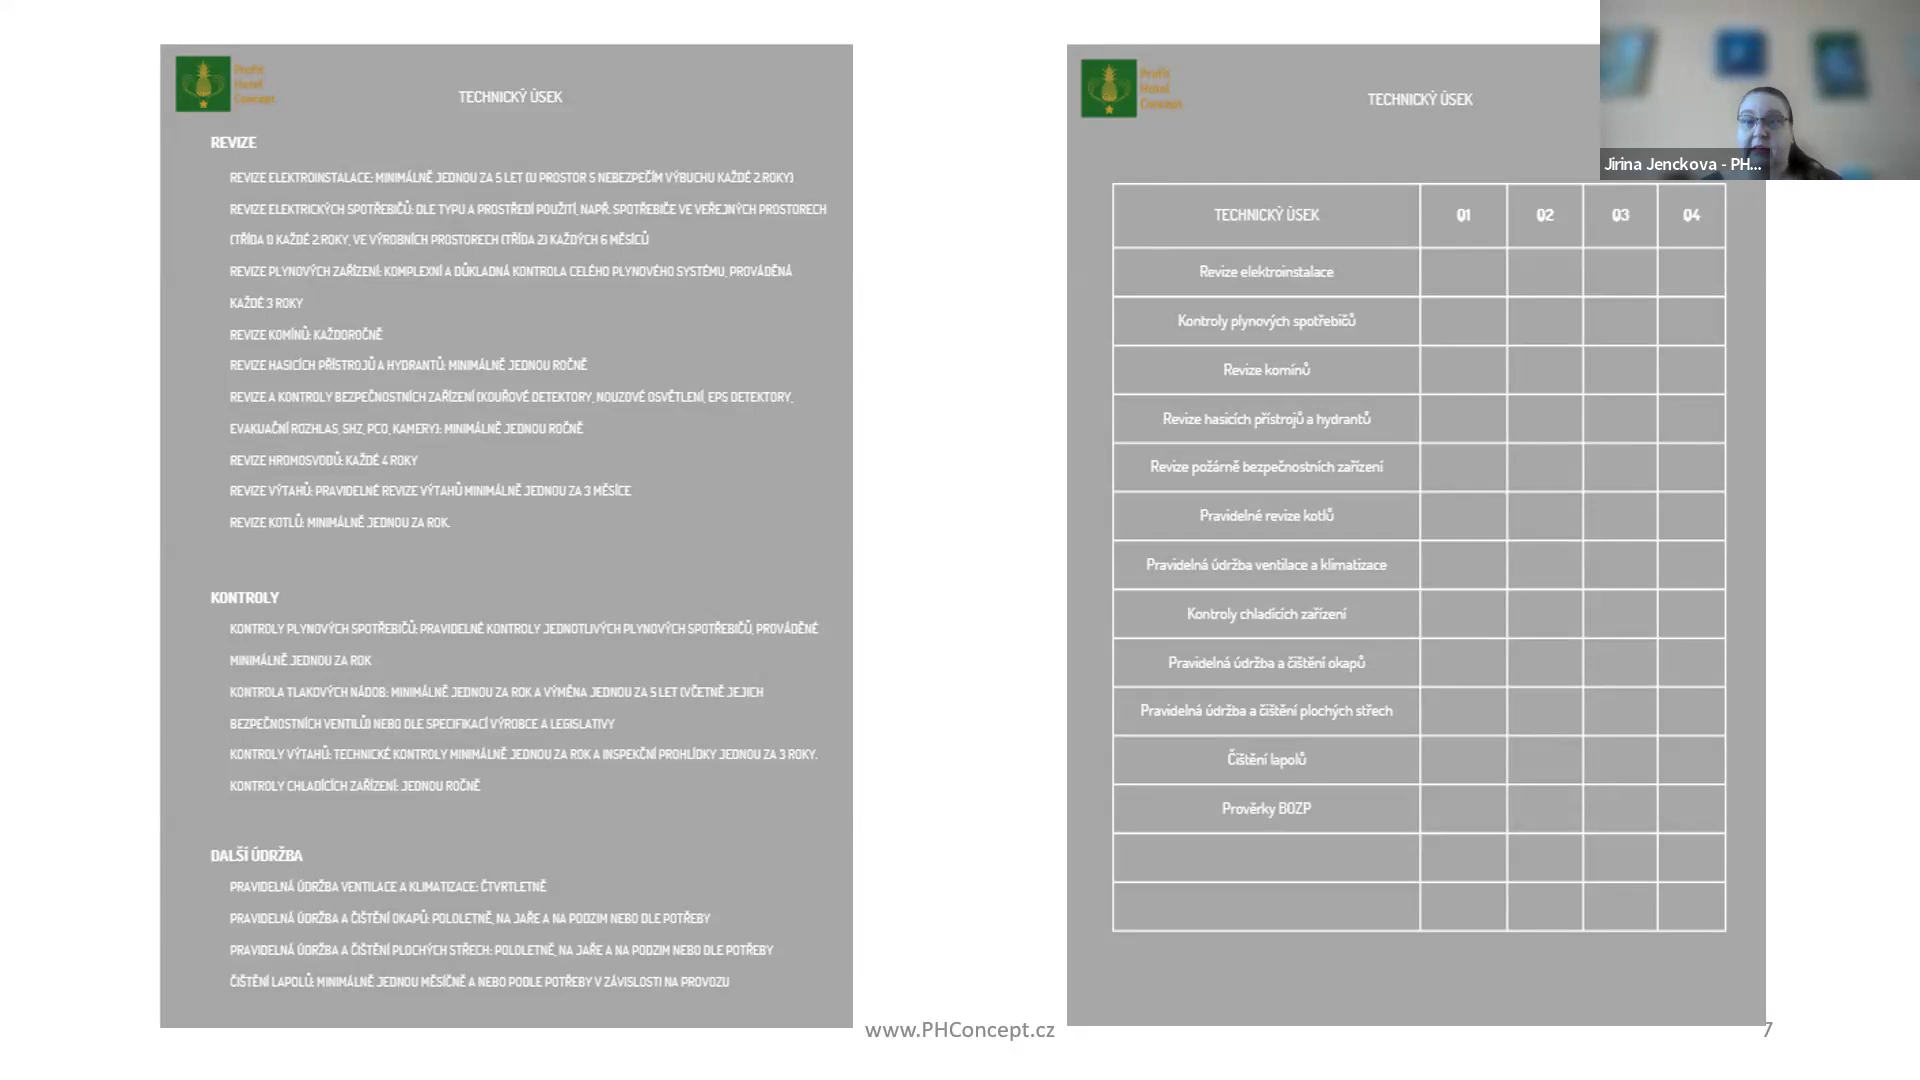 Profit
Hotel
Concept
TECHNICKÝ ÚSEK
REVIZE
REVIZE ELEKTROINSTALACE: MINIMÁLNĚ JEDNOU ZA 5 LET (U PROSTOR S NEBEZPEČÍM VÝBUCHU KAŽDÉ 2 ROKY)
REVIZE ELEKTRICKÝCH SPOTŘEBIČŮ: DLE TYPU A PROSTŘEDÍ POUŽITÍ, NAPŘ. SPOTŘEBIČE VE VEŘEJNÝCH PROSTORECH
(TŘÍDA 1) KAŽDÉ 2 ROKY, VE VÝROBNÍCH PROSTORECH (TŘÍDA 2) KAŽDÝCH 6 MĚSÍCŮ
REVIZE PLYNOVÝCH ZAŘÍZENÍ: KOMPLEXNÍ A DŮKLADNÁ KONTROLA CELÉHO PLYNOVÉHO SYSTÉMU, PROVÁDĚNÁ
KAŽDÉ 3 ROKY
REVIZE KOMÍNŮ: KAŽDOROČNĚ
REVIZE HASICÍCH PŘÍSTROJŮ A HYDRANTŮ: MINIMÁLNĚ JEDNOU ROČNĚ
REVIZE A KONTROLY BEZPEČNOSTNÍCH ZAŘÍZENÍ (KOUŘOVÉ DETEKTORY, NOUZOVÉ OSVĚTLENÍ, EPS DETEKTORY,
EVAKUAČNÍ ROZHLAS, SHZ, PCO, KAMERY): MINIMÁLNĚ JEDNOU ROČNĚ
REVIZE HROMOSVODŮ: KAŽDÉ 4 ROKY
REVIZE VÝTAHŮ: PRAVIDELNÉ REVIZE VÝTAHŮ MINIMÁLNĚ JEDNOU ZA 3 MĚSÍCE
REVIZE KOTLŮ: MINIMÁLNĚ JEDNOU ZA ROK.
KONTROLY
KONTROLY PLYNOVÝCH SPOTŘEBIČŮ: PRAVIDELNÉ KONTROLY JEDNOTLIVÝCH PLYNOVÝCH SPOTŘEBIČŮ, PROVÁDĚNÉ
MINIMÁLNĚ JEDNOU ZA ROK
KONTROLA TLAKOVÝCH NÁDOB: MINIMÁLNĚ JEDNOU ZA ROK A VÝMĚNA JEDNOU ZA 5 LET (VČETNĚ JEJICH
BEZPEČNOSTNÍCH VENTILŮ) NEBO DLE SPECIFIKACÍ VÝROBCE A LEGISLATIVY
KONTROLY VÝTAHŮ: TECHNICKÉ KONTROLY MINIMÁLNĚ JEDNOU ZA ROK A INSPEKČNÍ PROHLÍDKY JEDNOU ZA 3 ROKY.
KONTROLY CHLADÍCÍCH ZAŘÍZENÍ: JEDNOU ROČNĚ
DALŠÍ ÚDRŽBA
PRAVIDELNÁ ÚDRŽBA VENTILACE A KLIMATIZACE: ČTVRTLETNĚ
PRAVIDELNÁ ÚDRŽBA A ČIŠTĚNÍ OKAPŮ: POLOLETNĚ, NA JAŘE A NA PODZIM NEBO DLE POTŘEBY
PRAVIDELNÁ ÚDRŽBA A ČIŠTĚNÍ PLOCHÝCH STŘECH: POLOLETNĚ, NA JAŘE A NA PODZIM NEBO DLE POTŘEBY
ČIŠTĚNÍ LAPOLŮ: MINIMÁLNĚ JEDNOU MĚSÍČNĚ A NEBO PODLE POTŘEBY V ZÁVISLOSTI NA PROVOZU
Profit
Hotel
Concept
TECHNICKÝ ÚSEK
TECHNICKÝ ÚSEK Q1 Q2 Q3 Q4
Revize elektroinstalace
Kontroly plynových spotřebičů
Revize komínů
Revize hasicích přístrojů a hydrantů
Revize požárně bezpečnostních zařízení
Pravidelné revize kotlů
Pravidelná údržba ventilace a klimatizace
Kontroly chladících zařízení
Pravidelná údržba a čištění okapů
Pravidelná údržba a čištění plochých střech
Čištění lapolů
Prověrky BOZP
Jirina Jenckova - PH...
www.PHConcept.cz
7